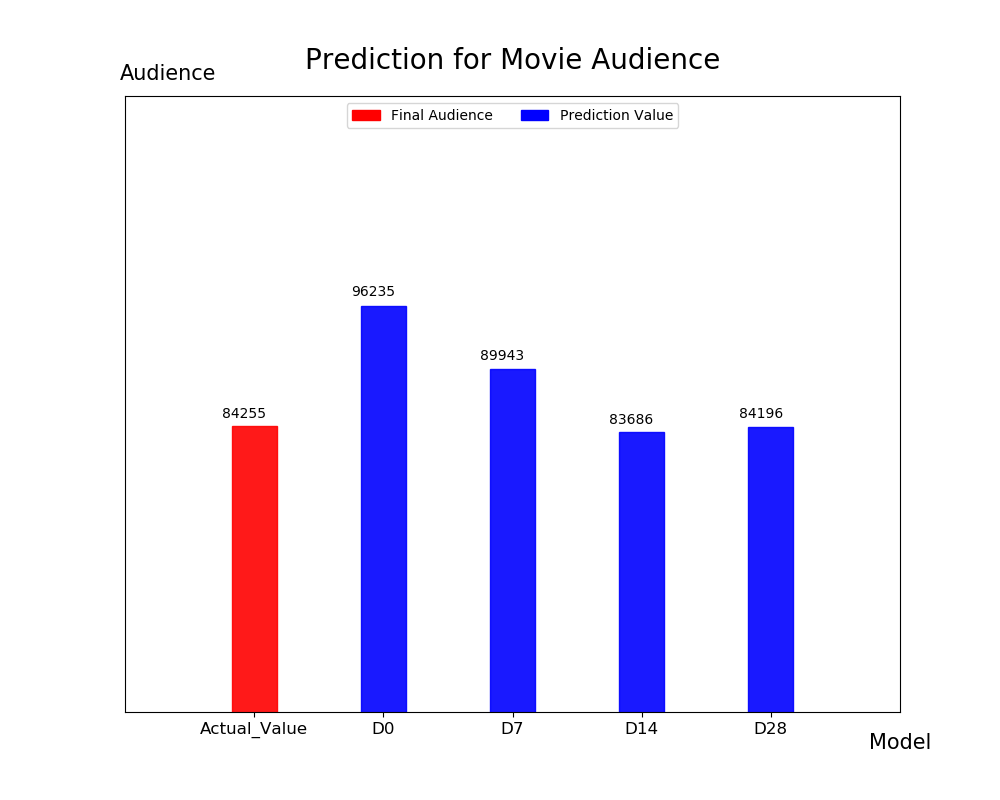 Prediction for Movie Audience
Audience
Final Audience
Prediction Value
96235
89943
84255
83686
84196
Actual_Value
D0
D7
D14
D28
Model